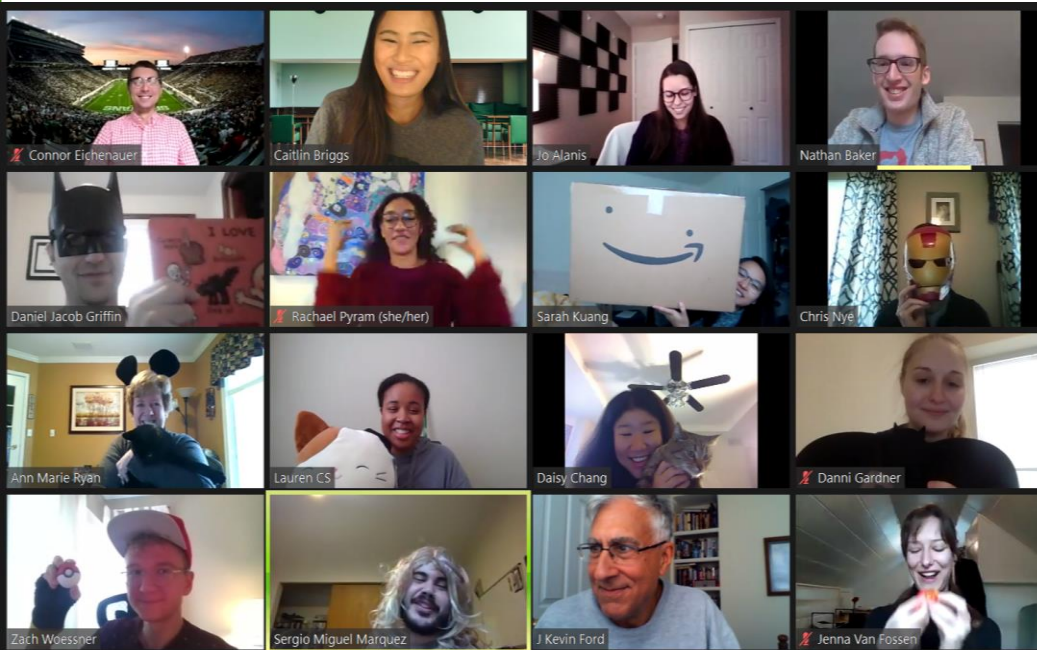 Connor Eichenauer
Caitlin Briggs
Jo Alanis
Nathan Baker
I LOVE
Daniel Jacob Griffin
Rachael Pyram (she/her)
Sarah Kuang
Chris Nye
Ann Marie Ryan
Lauren CS
Daisy Chang
Danni Gardner
Zach Woessner
Sergio Miguel Marquez
J Kevin Ford
Jenna Van Fossen